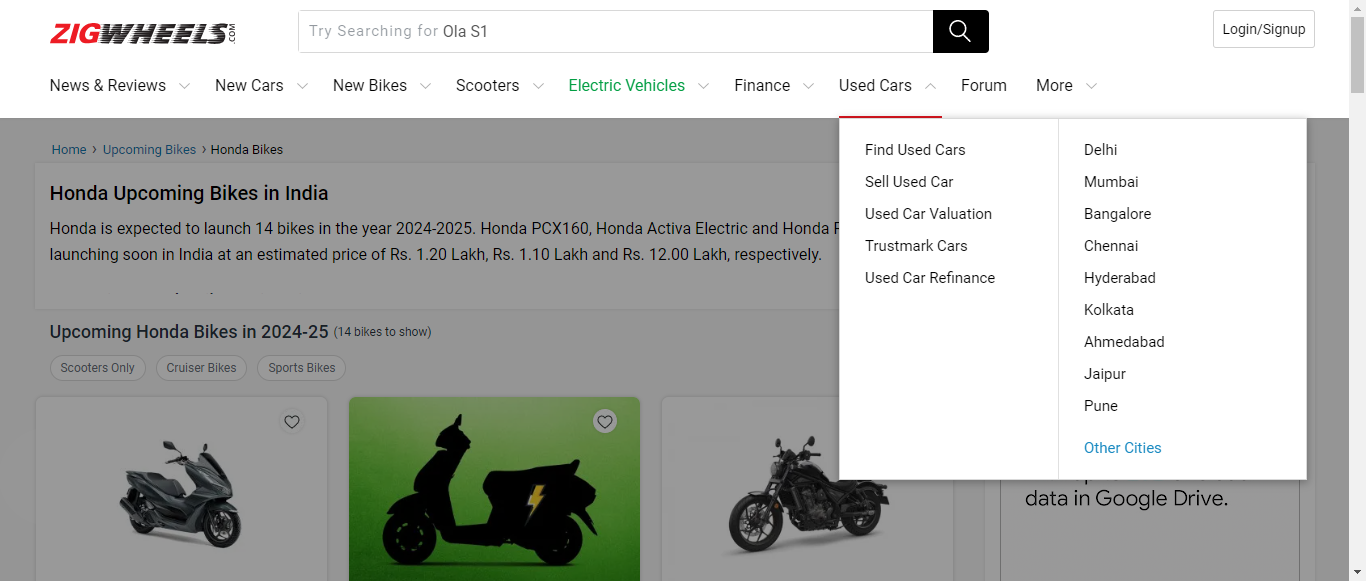 ZIGWHEELS.COM
Try Searching for Ola S1
Login/Signup
News & Reviews
New Cars
New Bikes
Scooters
Electric Vehicles
Finance
Used Cars
Forum
More
Home › Upcoming Bikes › Honda Bikes
Honda Upcoming Bikes in India
Honda is expected to launch 14 bikes in the year 2024-2025. Honda PCX160, Honda Activa Electric and Honda
launching soon in India at an estimated price of Rs. 1.20 Lakh, Rs. 1.10 Lakh and Rs. 12.00 Lakh, respectively.
Upcoming Honda Bikes in 2024-25 (14 bikes to show)
Scooters Only
Cruiser Bikes
Sports Bikes
Find Used Cars
Sell Used Car
Used Car Valuation
Trustmark Cars
Used Car Refinance
Delhi
Mumbai
Bangalore
Chennai
Hyderabad
Kolkata
Ahmedabad
Jaipur
Pune
Other Cities
data in Google Drive.